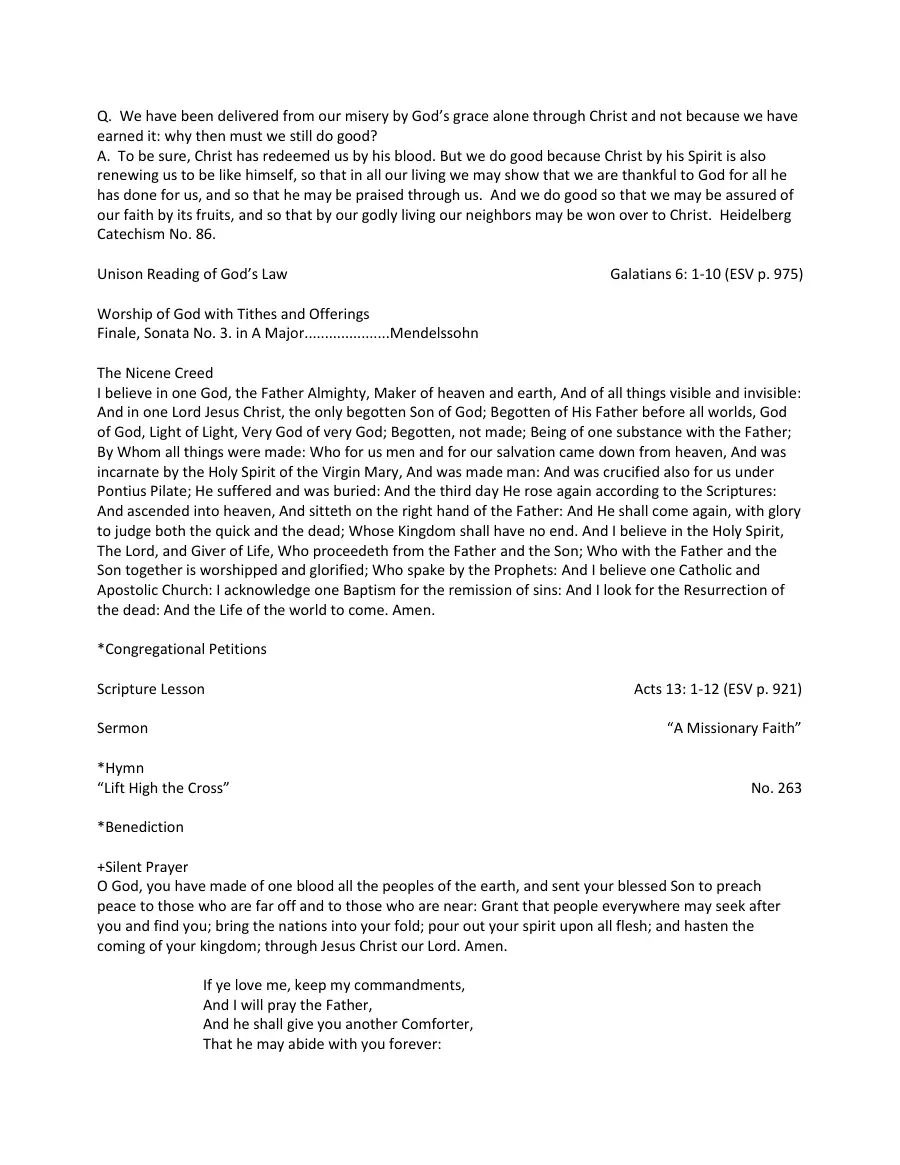 Q.  We have been delivered from our misery by God’s grace alone through Christ and not because we have
earned it: why then must we still do good?
A.  To be sure, Christ has redeemed us by his blood. But we do good because Christ by his Spirit is also
renewing us to be like himself, so that in all our living we may show that we are thankful to God for all he
has done for us, and so that he may be praised through us.  And we do good so that we may be assured of
our faith by its fruits, and so that by our godly living our neighbors may be won over to Christ.  Heidelberg
Catechism No. 86.
Unison Reading of God’s Law Galatians 6: 1-10 (ESV p. 975)
Worship of God with Tithes and Offerings
Finale, Sonata No. 3. in A Major.....................Mendelssohn
The Nicene Creed
I believe in one God, the Father Almighty, Maker of heaven and earth, And of all things visible and invisible:
And in one Lord Jesus Christ, the only begotten Son of God; Begotten of His Father before all worlds, God
of God, Light of Light, Very God of very God; Begotten, not made; Being of one substance with the Father;
By Whom all things were made: Who for us men and for our salvation came down from heaven, And was
incarnate by the Holy Spirit of the Virgin Mary, And was made man: And was crucified also for us under
Pontius Pilate; He suffered and was buried: And the third day He rose again according to the Scriptures:
And ascended into heaven, And sitteth on the right hand of the Father: And He shall come again, with glory
to judge both the quick and the dead; Whose Kingdom shall have no end. And I believe in the Holy Spirit,
The Lord, and Giver of Life, Who proceedeth from the Father and the Son; Who with the Father and the
Son together is worshipped and glorified; Who spake by the Prophets: And I believe one Catholic and
Apostolic Church: I acknowledge one Baptism for the remission of sins: And I look for the Resurrection of
the dead: And the Life of the world to come. Amen.
*Congregational Petitions
Scripture Lesson Acts 13: 1-12 (ESV p. 921)
Sermon “A Missionary Faith”
*Hymn
“Lift High the Cross” No. 263
*Benediction
+Silent Prayer
O God, you have made of one blood all the peoples of the earth, and sent your blessed Son to preach
peace to those who are far off and to those who are near: Grant that people everywhere may seek after
you and find you; bring the nations into your fold; pour out your spirit upon all flesh; and hasten the
coming of your kingdom; through Jesus Christ our Lord. Amen.
If ye love me, keep my commandments,
And I will pray the Father,
And he shall give you another Comforter,
That he may abide with you forever: